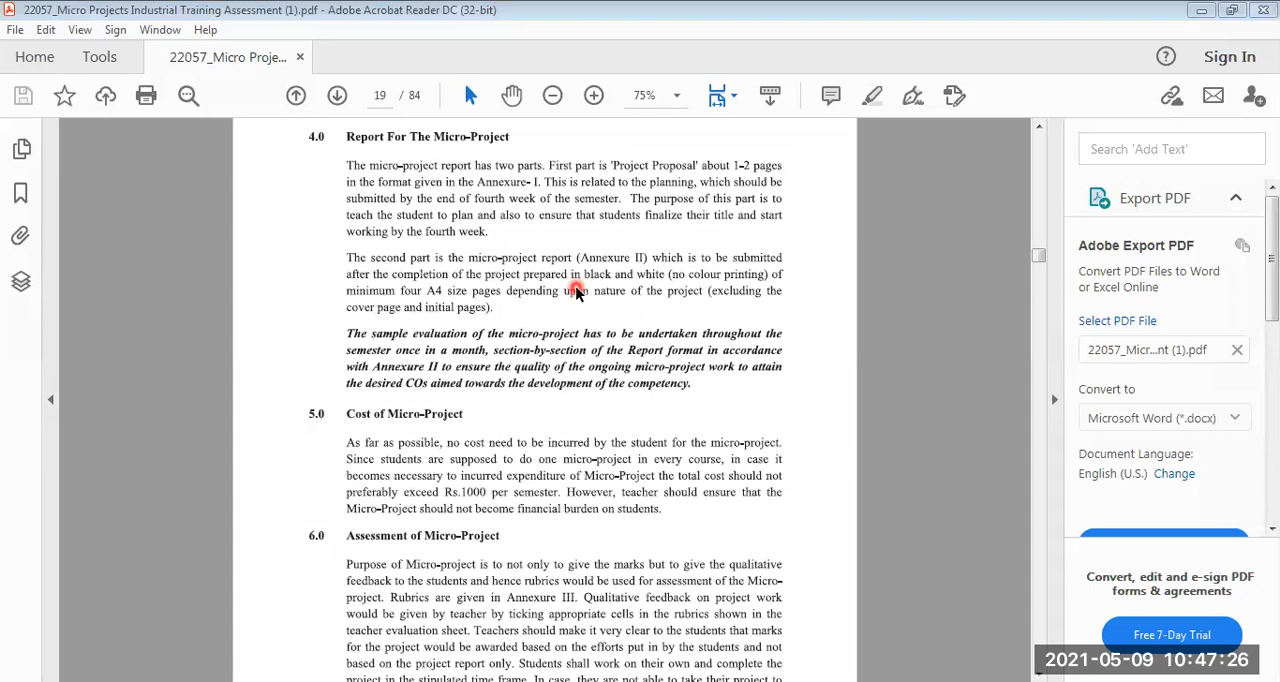 22057_Micro Projects Industrial Training Assessment (1).pdf - Adobe Acrobat Reader DC (32-bit)
File Edit View Sign Window Help
Home Tools 22057_Micro Proje... × Sign In
19 / 84 75%
4.0 Report For The Micro-Project
The micro-project report has two parts. First part is 'Project Proposal' about 1-2 pages
in the format given in the Annexure- I. This is related to the planning, which should be
submitted by the end of fourth week of the semester. The purpose of this part is to
teach the student to plan and also to ensure that students finalize their title and start
working by the fourth week.
The second part is the micro-project report (Annexure II) which is to be submitted
after the completion of the project prepared in black and white (no colour printing) of
minimum four A4 size pages depending upon nature of the project (excluding the
cover page and initial pages).
The sample evaluation of the micro-project has to be undertaken throughout the
semester once in a month, section-by-section of the Report format in accordance
with Annexure II to ensure the quality of the ongoing micro-project work to attain
the desired COs aimed towards the development of the competency.
5.0 Cost of Micro-Project
As far as possible, no cost need to be incurred by the student for the micro-project.
Since students are supposed to do one micro-project in every course, in case it
becomes necessary to incurred expenditure of Micro-Project the total cost should not
preferably exceed Rs.1000 per semester. However, teacher should ensure that the
Micro-Project should not become financial burden on students.
6.0 Assessment of Micro-Project
Purpose of Micro-project is to not only to give the marks but to give the qualitative
feedback to the students and hence rubrics would be used for assessment of the Micro-
project. Rubrics are given in Annexure III. Qualitative feedback on project work
would be given by teacher by ticking appropriate cells in the rubrics shown in the
teacher evaluation sheet. Teachers should make it very clear to the students that marks
for the project would be awarded based on the efforts put in by the students and not
based on the project report only. Students shall work on their own and complete the
project in the stipulated time frame. In case, they are not able to take their project to
Search 'Add Text'
Export PDF
Adobe Export PDF
Convert PDF Files to Word
or Excel Online
Select PDF File
22057_Micr...nt (1).pdf
Convert to
Microsoft Word (*.docx)
Document Language:
English (U.S.) Change
Convert, edit and e-sign PDF
forms & agreements
Free 7-Day Trial
2021-05-09 10:47:26